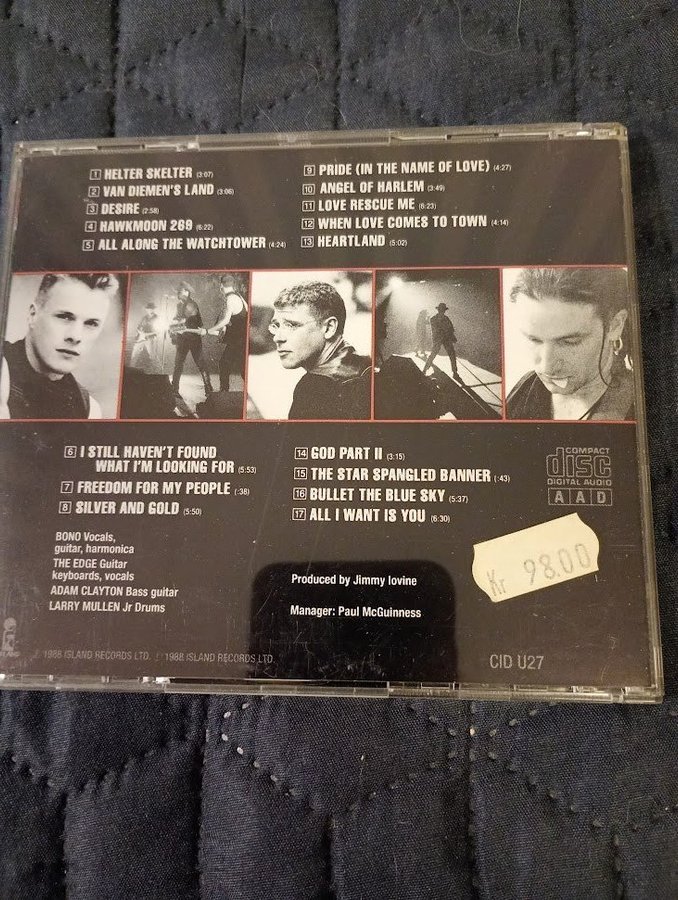 1 HELTER SKELTER (3:07)
2 VAN DIEMEN'S LAND (3:06)
3 DESIRE (2:58)
4 HAWKMOON 269 (6:22)
5 ALL ALONG THE WATCHTOWER (4:24)
9 PRIDE (IN THE NAME OF LOVE) (4:27)
10 ANGEL OF HARLEM (3:49)
11 LOVE RESCUE ME (6:23)
12 WHEN LOVE COMES TO TOWN (4:14)
13 HEARTLAND (5:02)
6 I STILL HAVEN'T FOUND
WHAT I'M LOOKING FOR (5:53)
7 FREEDOM FOR MY PEOPLE (:38)
8 SILVER AND GOLD (5:50)
14 GOD PART II (3:15)
15 THE STAR SPANGLED BANNER (:43)
16 BULLET THE BLUE SKY (5:37)
17 ALL I WANT IS YOU (6:30)
COMPACT
disc
DIGITAL AUDIO
AAD
BONO Vocals,
guitar, harmonica
THE EDGE Guitar
keyboards, vocals
ADAM CLAYTON Bass guitar
LARRY MULLEN Jr Drums
Produced by Jimmy Iovine
Manager: Paul McGuinness
Kr 98.00
ISLAND
℗ 1988 ISLAND RECORDS LTD. © 1988 ISLAND RECORDS LTD.
CID U27